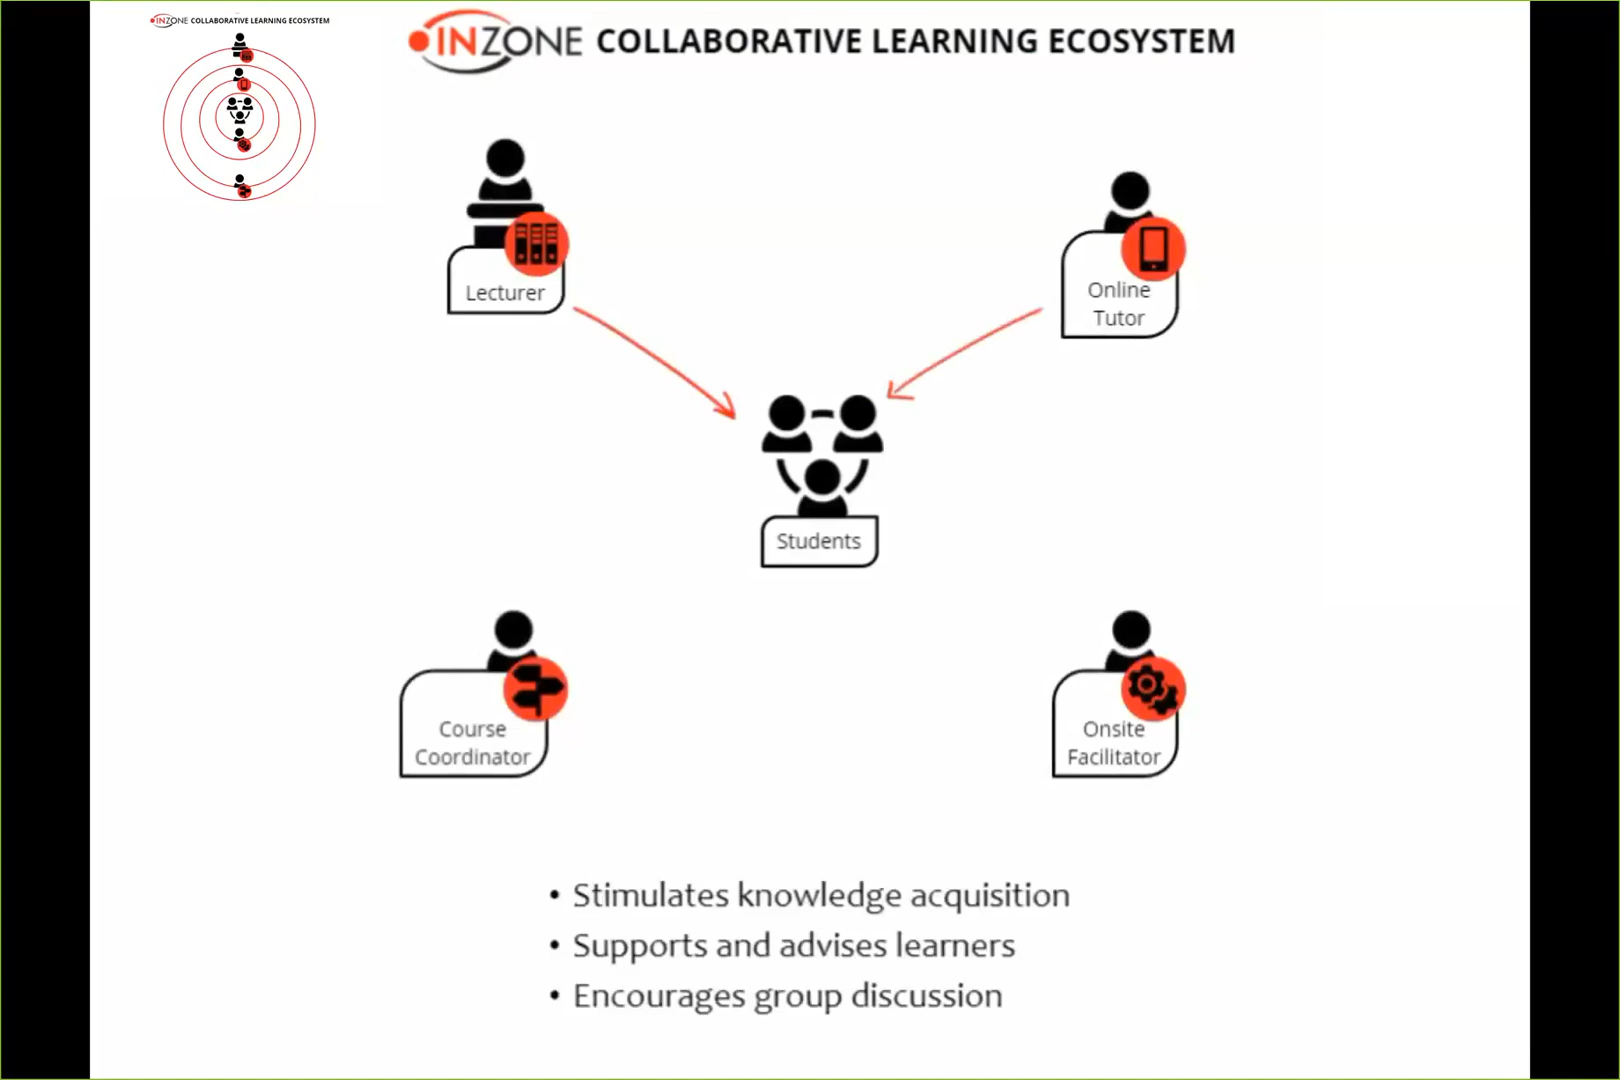 INZONE COLLABORATIVE LEARNING ECOSYSTEM
INZONE COLLABORATIVE LEARNING ECOSYSTEM
Lecturer
Online
Tutor
Students
Course
Coordinator
Onsite
Facilitator
• Stimulates knowledge acquisition
• Supports and advises learners
• Encourages group discussion